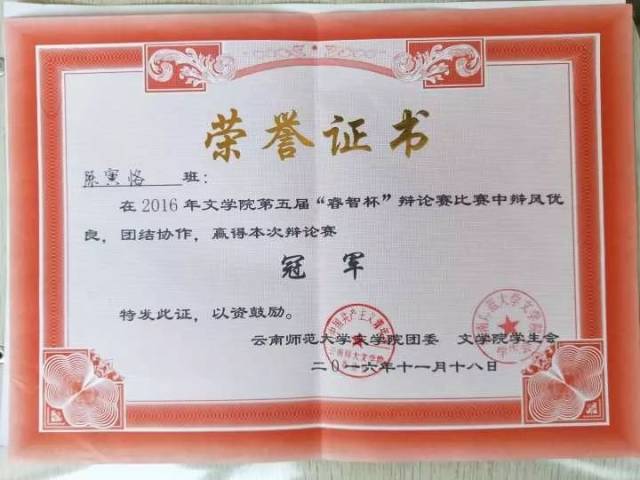 荣誉证书
陈寅恪 班：
在2016年文学院第五届“睿智杯”辩论赛比赛中辩风优
良，团结协作，赢得本次辩论赛
冠 军
特发此证，以资鼓励。
云南师范大学文学院团委 文学院学生会
二〇一六年十一月十八日